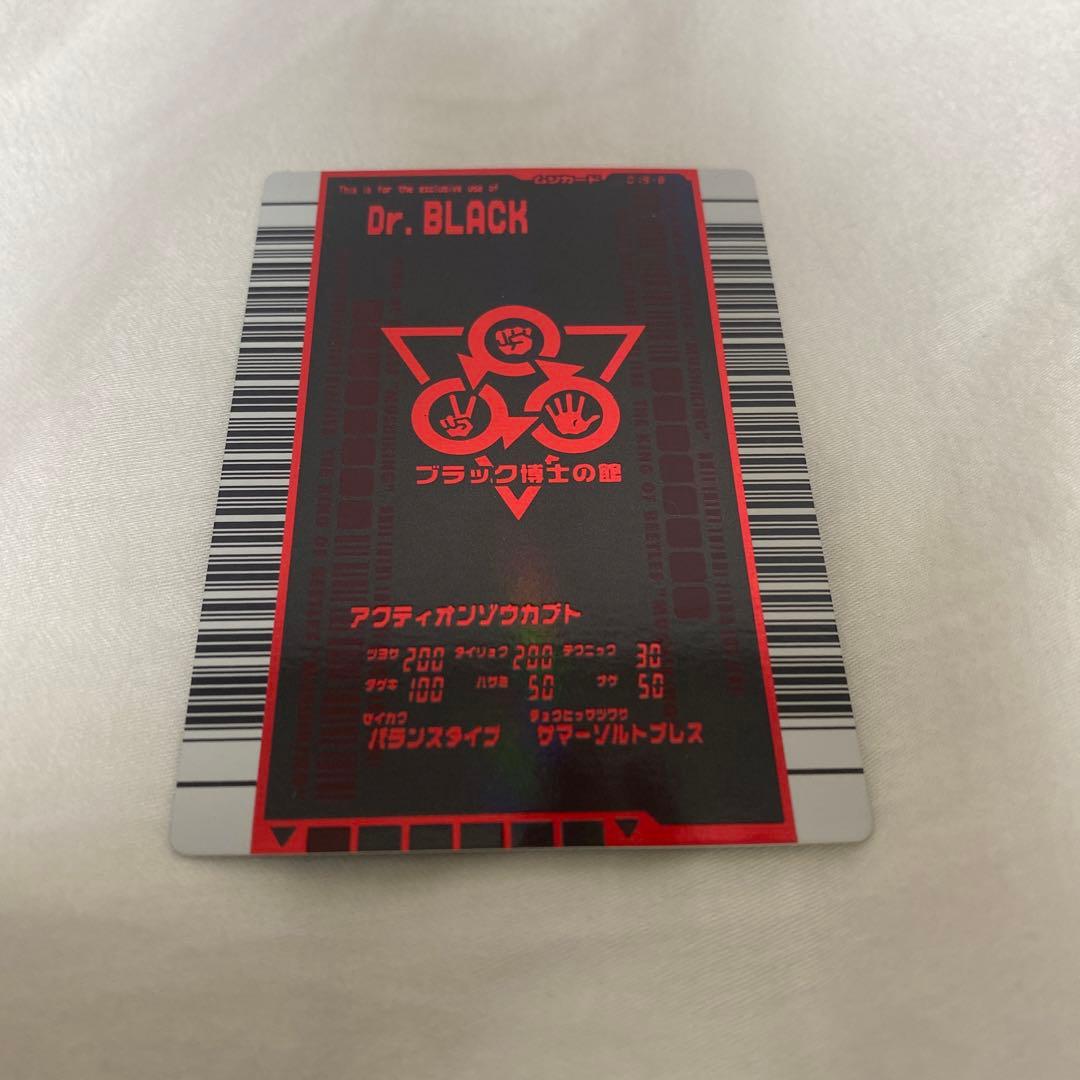 This is for the exclusive use of
ムシカード
Dr. BLACK
ブラック博士の館
アクティオンゾウカブト
ツヨサ 200 タイリョク 200 テクニック 30
ダゲキ 100 ハサミ 50 ナゲ 50
セイカク チョウヒッサツワザ
バランスタイプ サマーソルトプレス